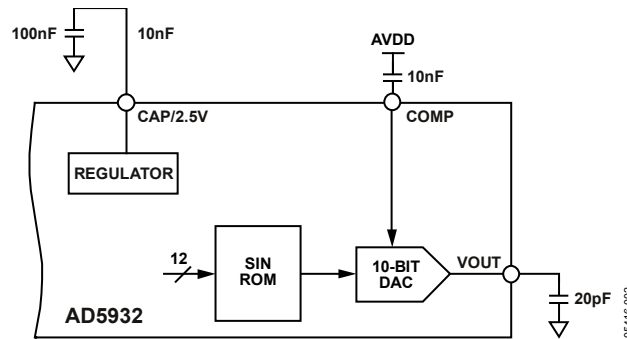 100nF
10nF
AVDD
10nF
CAP/2.5V
COMP
REGULATOR
12
SIN
ROM
10-BIT
DAC
VOUT
20pF
AD5932